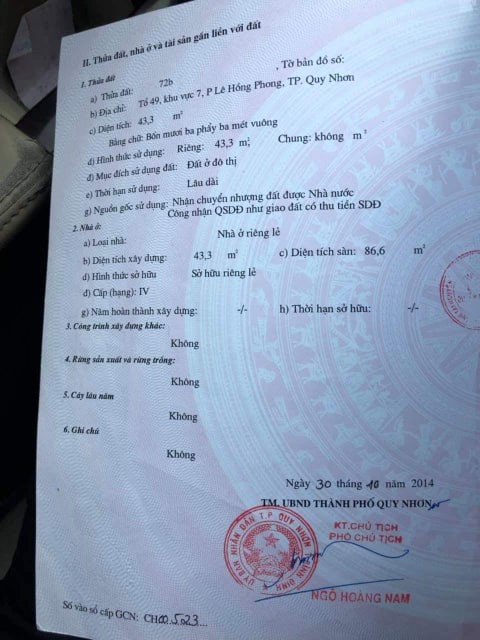 II. Thửa đất, nhà ở và tài sản gắn liền với đất
1. Thửa đất
a) Thửa đất: 72b , Tờ bản đồ số:
b) Địa chỉ: Tổ 49, khu vực 7, P Lê Hồng Phong, TP. Quy Nhơn
c) Diện tích: 43,3 m²
Bằng chữ: Bốn mươi ba phẩy ba mét vuông
d) Hình thức sử dụng: Riêng: 43,3 m²; Chung: không m²
đ) Mục đích sử dụng đất: Đất ở đô thị
e) Thời hạn sử dụng: Lâu dài
g) Nguồn gốc sử dụng: Nhận chuyển nhượng đất được Nhà nước
Công nhận QSDĐ như giao đất có thu tiền SDĐ
2. Nhà ở:
a) Loại nhà: Nhà ở riêng lẻ
b) Diện tích xây dựng: 43,3 m² c) Diện tích sàn: 86,6 m²
d) Hình thức sở hữu Sở hữu riêng lẻ
đ) Cấp (hạng): IV
g) Năm hoàn thành xây dựng: -/- h) Thời hạn sở hữu: -/-
3. Công trình xây dựng khác:
Không
4. Rừng sản xuất và rừng trồng:
Không
5. Cây lâu năm
Không
6. Ghi chú
Không
Ngày 30 tháng 10 năm 2014
TM. UBND THÀNH PHỐ QUY NHƠN
KT.CHỦ TỊCH
PHÓ CHỦ TỊCH
ỦY BAN NHÂN DÂN T.P QUY NHƠN
BÌNH ĐỊNH
NGÔ HOÀNG NAM
Số vào sổ cấp GCN: CH00.523...